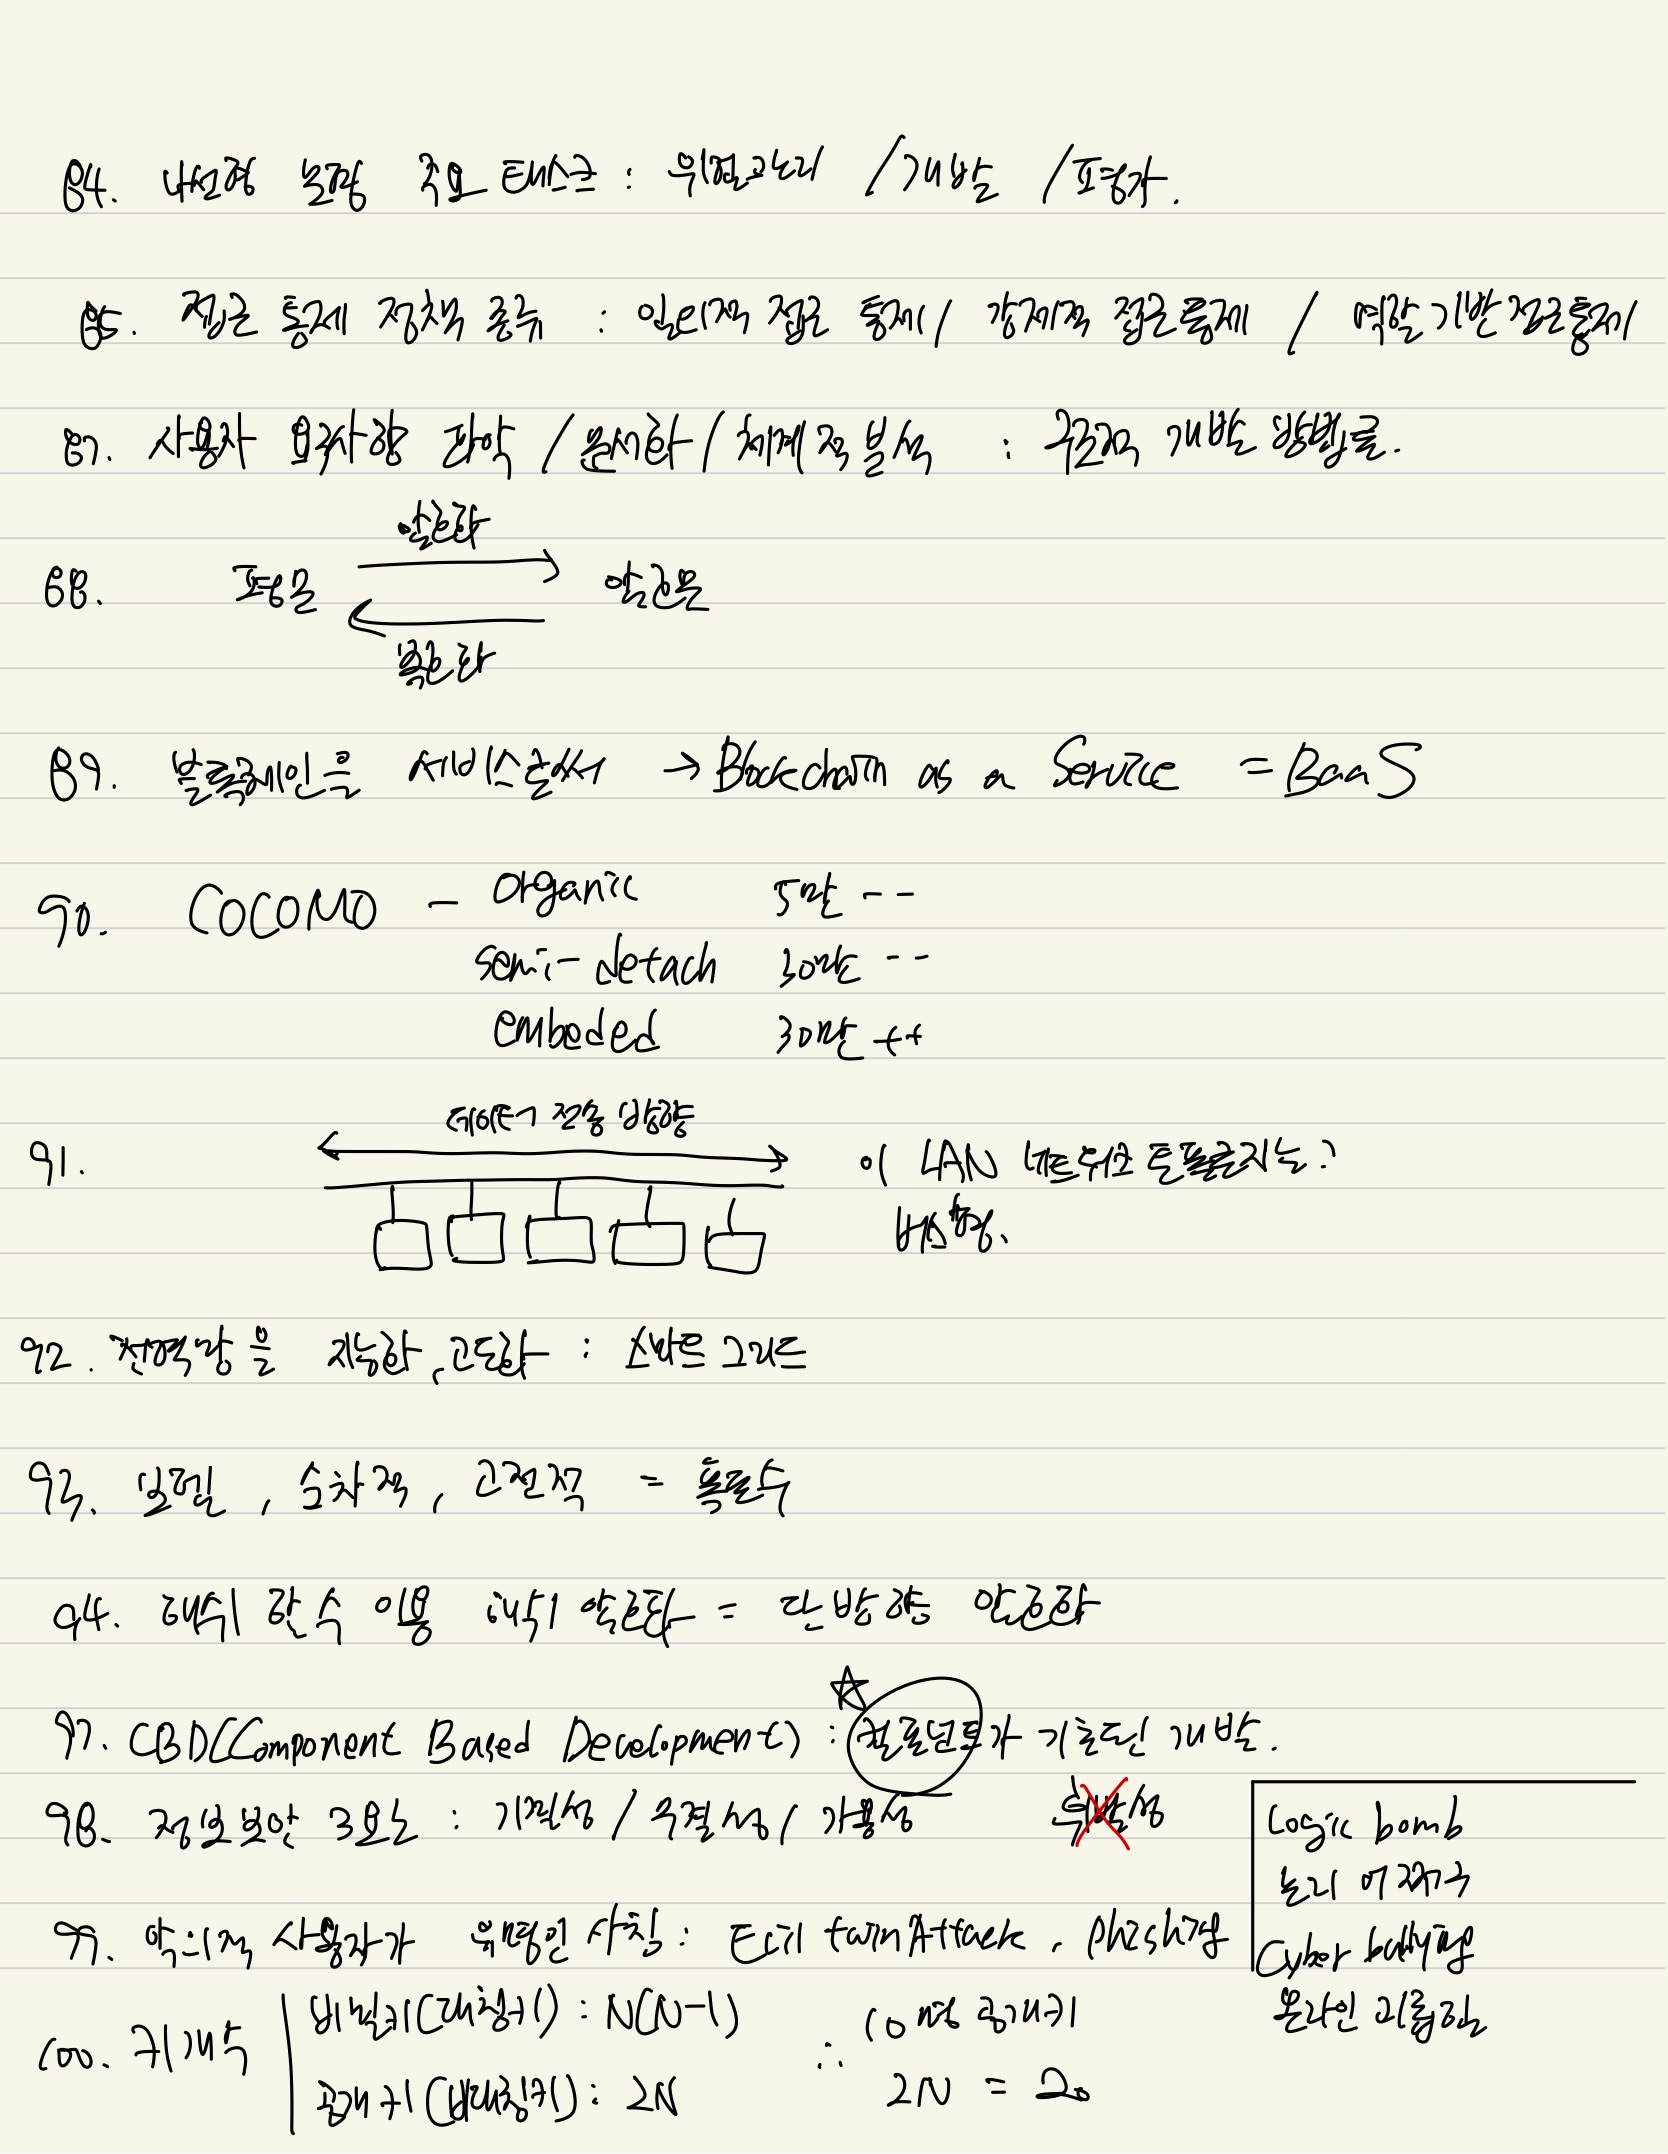 84. 나선형 모형 주요 태스크 : 위험관리 / 개발 / 평가.
85. 접근 통제 정책 종류 : 임의적 접근 통제 / 강제적 접근통제 / 역할기반 접근통제
87. 사용자 요구사항 파악 / 문서화 / 체계적 분석 : 구조적 개발 방법론.
암호화
88. 평문 → 암호문
←
복호화
89. 블록체인을 서비스로써 → Blockchain as a Service = BaaS
90. COCOMO - organic 5만 --
semi-detach 30만 --
embeded 30만 ++
데이터 전송 방향
91. 이 LAN 네트워크 토폴로지는?
버스형.
92. 전력망을 지능화, 고도화 : 스마트 그리드
93. 보헴, 순차적, 고전적 = 폭포수
94. 해쉬 함수 이용 해쉬 암호화 = 단방향 암호화
97. CBD(Component Based Development) : ☆컴포넌트가 기초된 개발.
98. 정보보안 3요소 : 기밀성 / 무결성 / 가용성
99. 악의적 사용자가 유명인 사칭 : Evil twin Attack, phishing
Logic bomb
논리
Cyber bullying
온라인 괴롭힘
100. 키개수 비밀키(대칭키) : N(N-1)
공개키(비대칭키) : 2N
∴ 10명 공개키
2N = 20